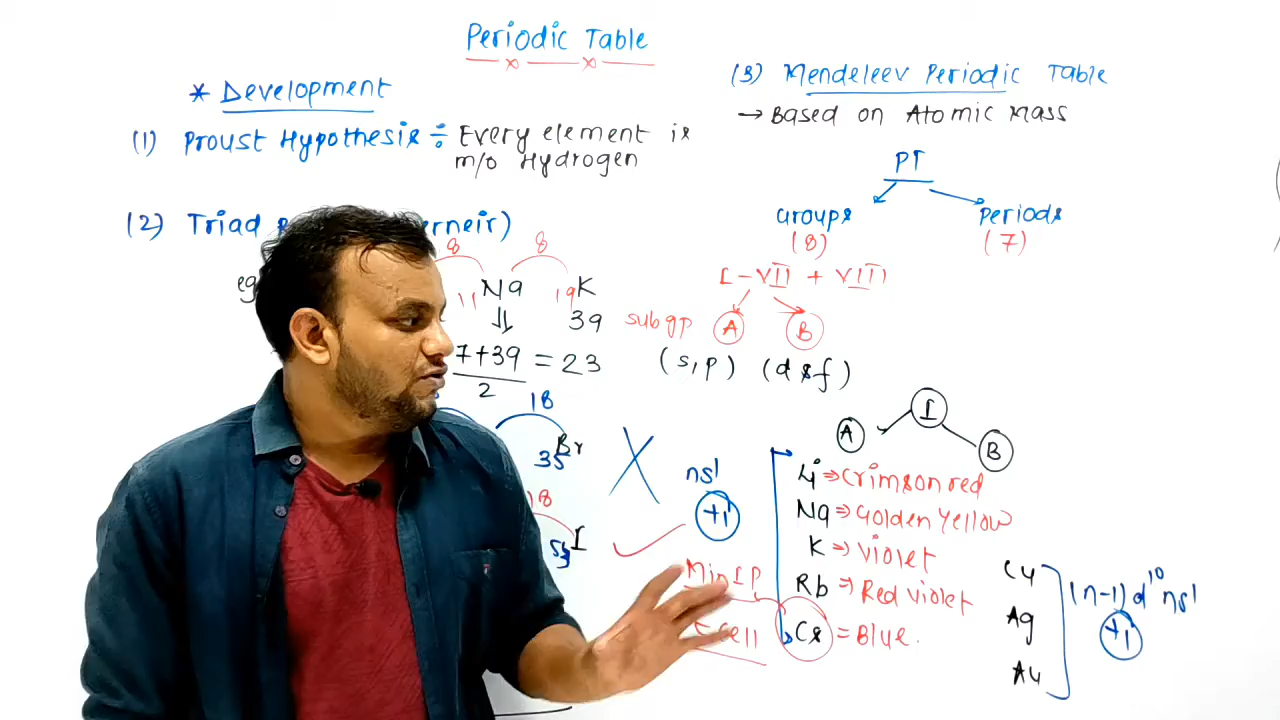 Periodic Table
* Development
(1) Proust Hypothesis ÷ Every element is
m/o Hydrogen
(2) Triad
eg
8 8
11 Na 19 K
39
7+39 = 23
2
18
35 Br
18
53 I
(3) Mendeleev Periodic Table
→ Based on Atomic Mass
PT
Groups Periods
(8) (7)
I - VII + VIII
subgp A B
(s,p) (d & f)
I
A B
ns1
+1
Li ⇒ Crimson red
Na ⇒ Golden Yellow
K ⇒ Violet
Rb ⇒ Red violet
Cs = Blue.
Min IP
Cell
Cu
Ag
Au
(n-1)d10 ns1
+1